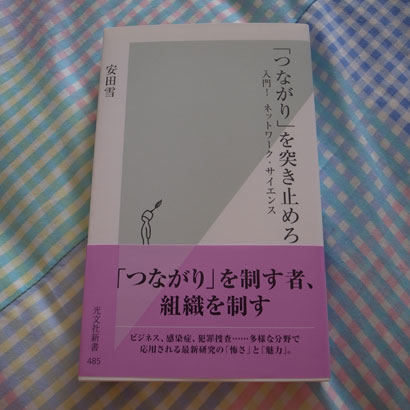 「つながり」を突き止めろ
入門! ネットワーク・サイエンス
安田雪
「つながり」を制す者、
組織を制す
ビジネス、感染症、犯罪捜査……多様な分野で
応用される最新研究の「怖さ」と「魅力」。
光文社新書
485